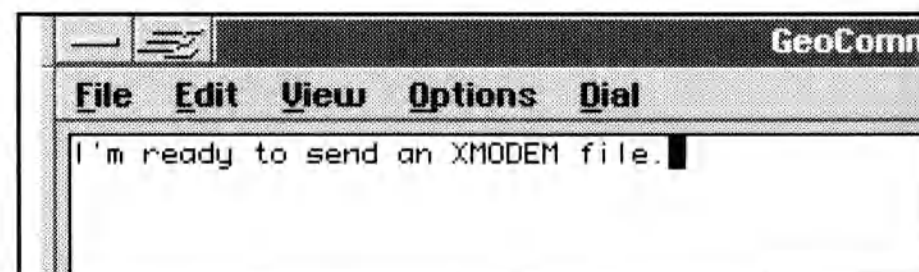 GeoComm
File Edit View Options Dial
I'm ready to send an XMODEM file.